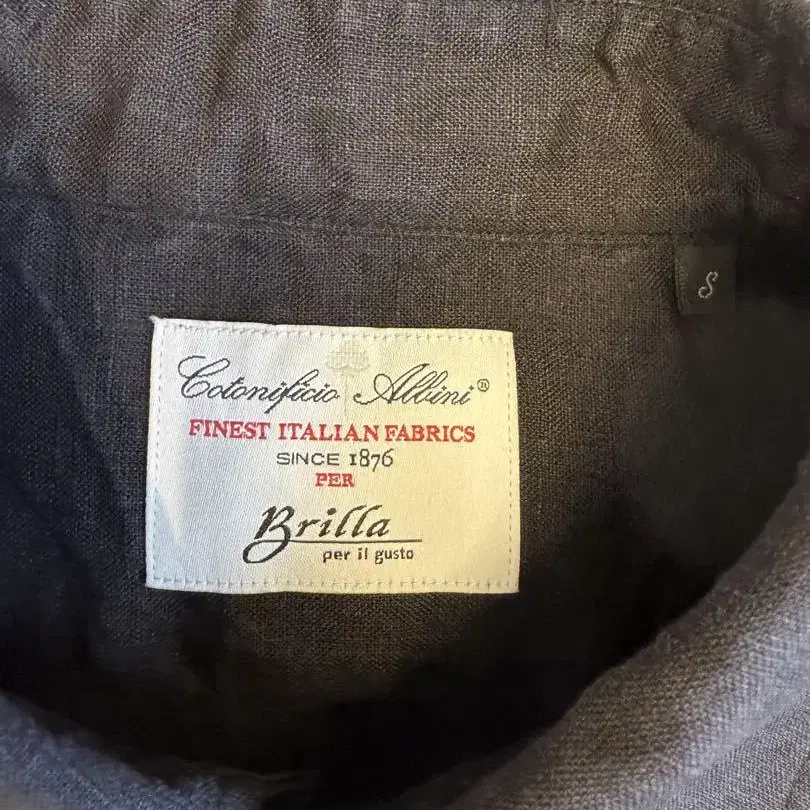 Cotonificio Albini®
FINEST ITALIAN FABRICS
SINCE 1876
PER
Brilla
per il gusto
S